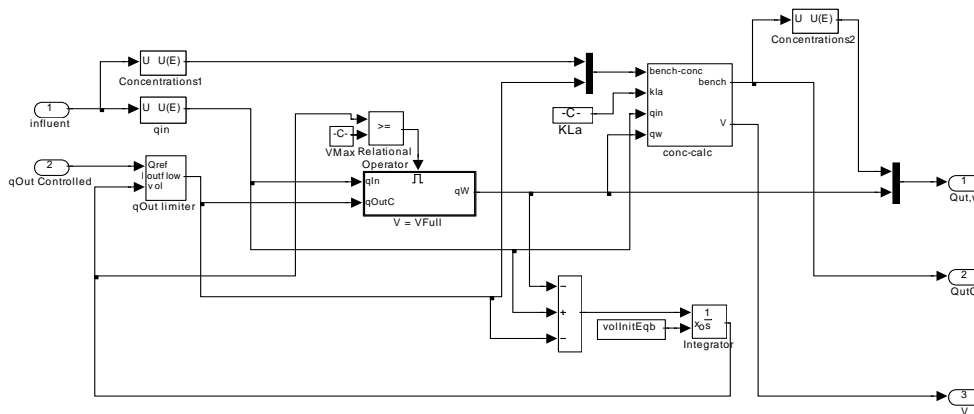 U U(E)
Concentrations2
U U(E)
Concentrations1
bench-conc
bench
kla
qin
V
qw
conc-calc
1
influent
U U(E)
qin
-C-
KLa
>=
-C-
VMax
Relational
Operator
2
qOut Controlled
Qref
outflow
vol
qOut limiter
qIn
qW
qOutC
V = VFull
1
Qut,v
2
QutC
−
+
−
volInitEqb
1
s
xo
Integrator
3
V